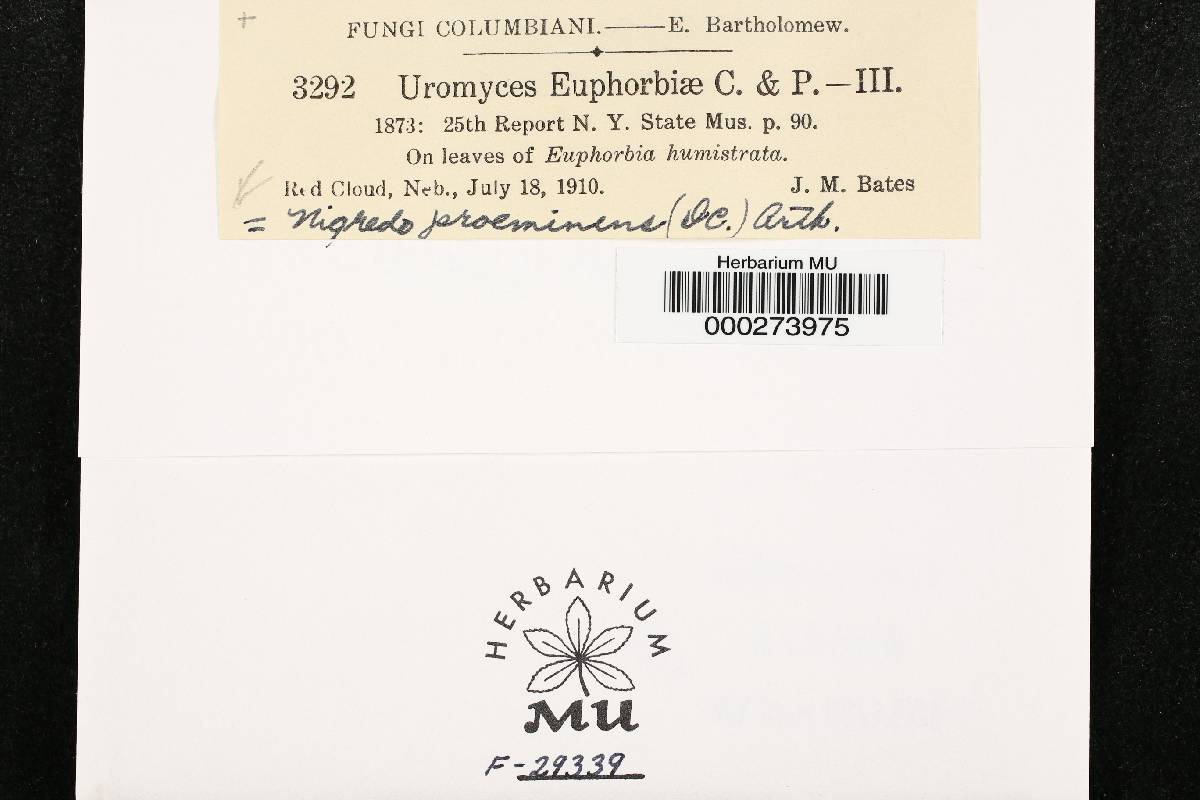 FUNGI COLUMBIANI.——E. Bartholomew.
3292 Uromyces Euphorbiæ C. & P.—III.
1873: 25th Report N. Y. State Mus. p. 90.
On leaves of Euphorbia humistrata.
Red Cloud, Neb., July 18, 1910. J. M. Bates
= Nigredo proeminens (DC.) Arth.
Herbarium MU
000273975
HERBARIUM
MU
F-29339